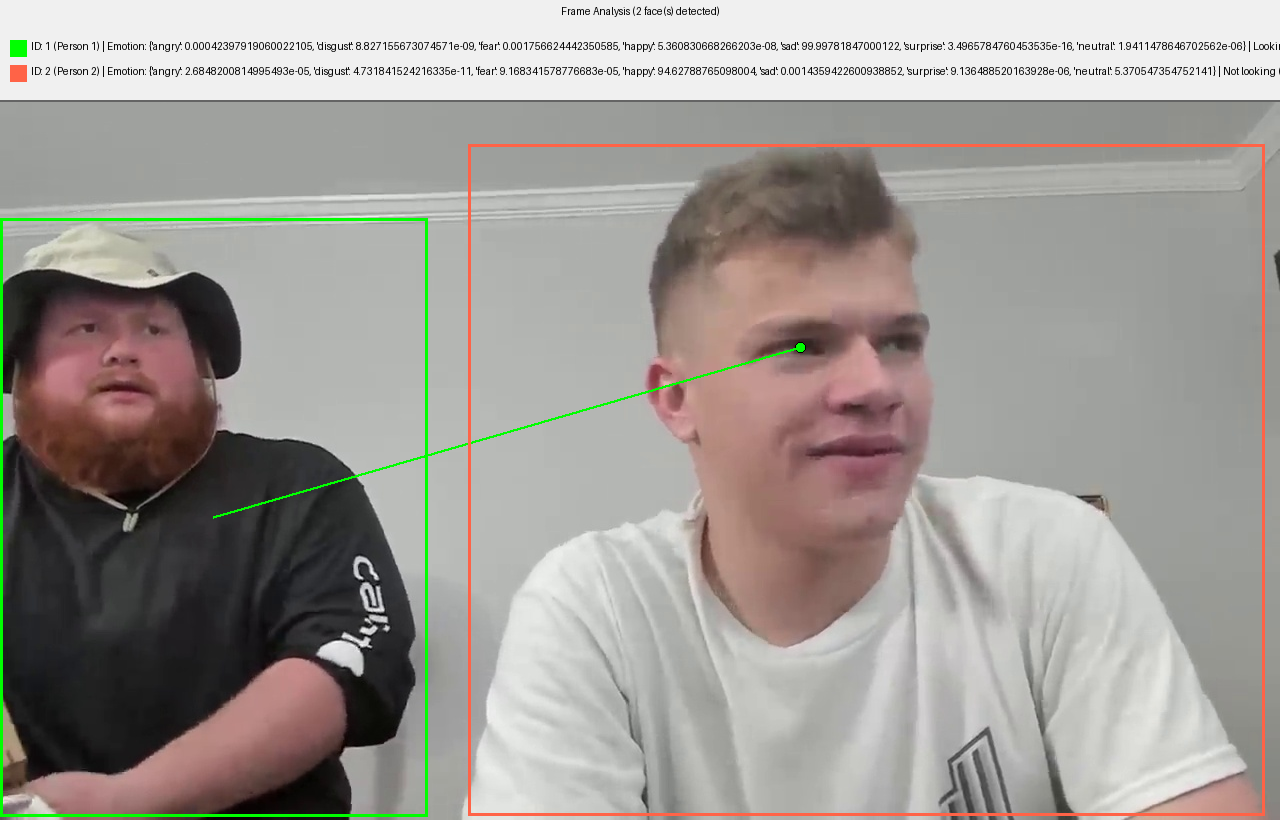 Frame Analysis (2 face(s) detected)
ID: 1 (Person 1) | Emotion: {'angry': 0.00042397919060022105, 'disgust': 8.827155673074571e-09, 'fear': 0.001756624442350585, 'happy': 5.360830668366203e-08, 'sad': 99.99781847000122, 'surprise': 3.4965784760453535e-16, 'neutral': 1.9411478646702562e-06} | Lookin
ID: 2 (Person 2) | Emotion: {'angry': 2.6848200814995493e-05, 'disgust': 4.731841524216335e-11, 'fear': 9.168341578776683e-05, 'happy': 94.62788765098004, 'sad': 0.0014359422600938852, 'surprise': 9.136488520163928e-06, 'neutral': 5.370547354752141} | Not looking